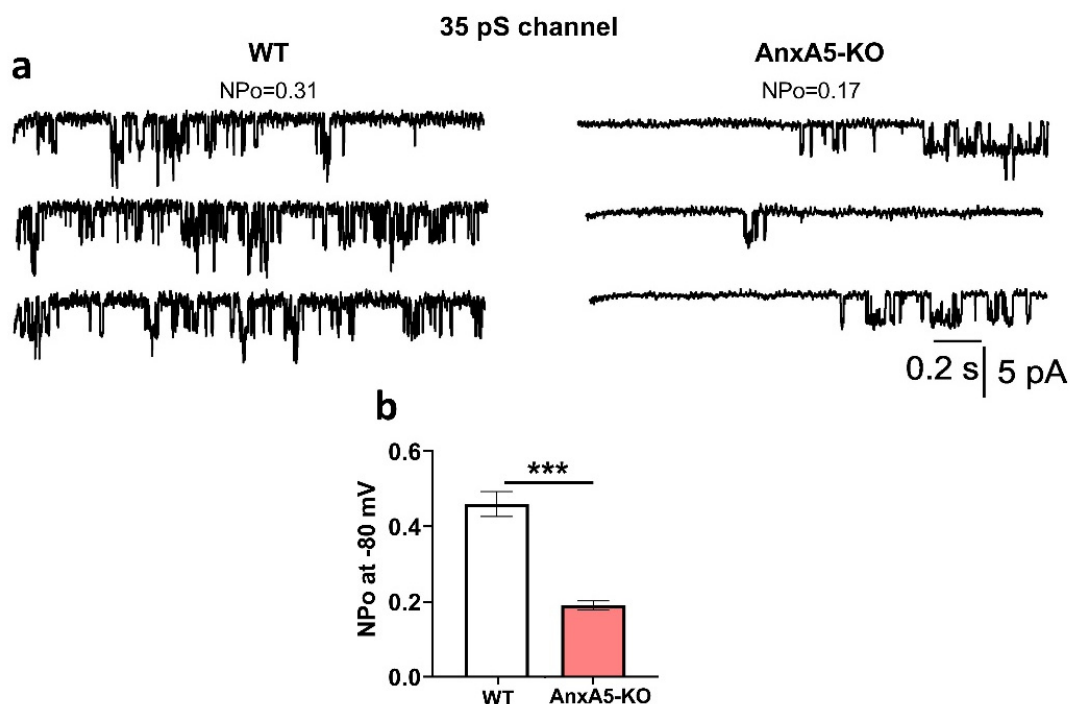 35 pS channel
a
WT
AnxA5-KO
NPo=0.31
NPo=0.17
0.2 s
5 pA
b
NPo at -80 mV
0.6
0.4
0.2
0.0
***
WT
AnxA5-KO